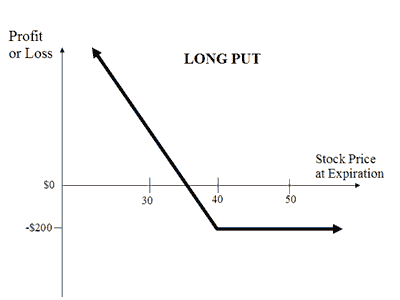 Profit
or Loss
LONG PUT
Stock Price
at Expiration
$0
30
40
50
-$200